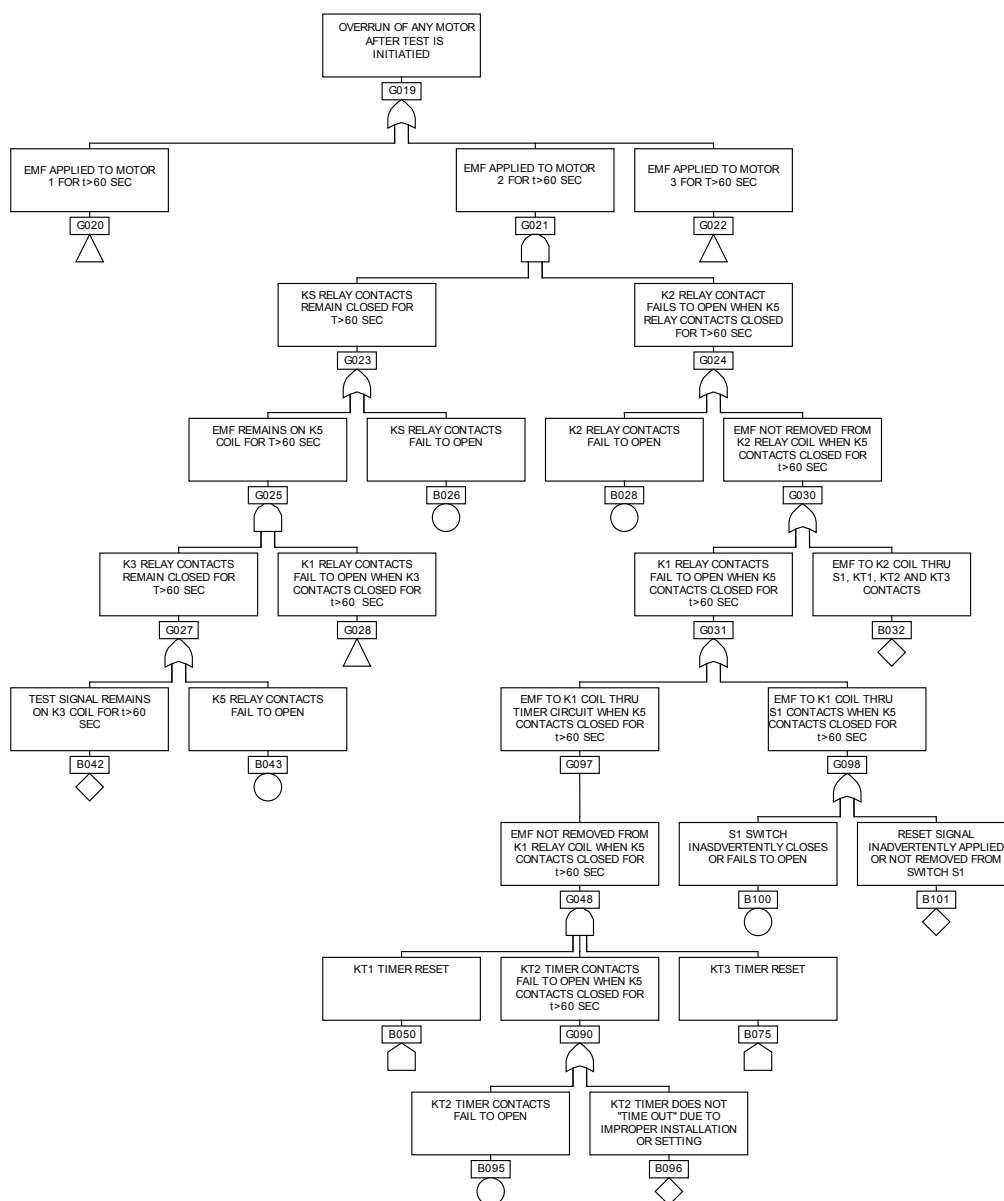 OVERRUN OF ANY MOTOR
AFTER TEST IS
INITIATIED
G019
EMF APPLIED TO MOTOR
1 FOR t>60 SEC
G020
EMF APPLIED TO MOTOR
2 FOR t>60 SEC
G021
EMF APPLIED TO MOTOR
3 FOR T>60 SEC
G022
KS RELAY CONTACTS
REMAIN CLOSED FOR
T>60 SEC
G023
K2 RELAY CONTACT
FAILS TO OPEN WHEN K5
RELAY CONTACTS CLOSED
FOR T>60 SEC
G024
EMF REMAINS ON K5
COIL FOR T>60 SEC
G025
KS RELAY CONTACTS
FAIL TO OPEN
B026
K2 RELAY CONTACTS
FAIL TO OPEN
B028
EMF NOT REMOVED FROM
K2 RELAY COIL WHEN K5
CONTACTS CLOSED FOR
t>60 SEC
G030
K3 RELAY CONTACTS
REMAIN CLOSED FOR
T>60 SEC
G027
K1 RELAY CONTACTS
FAIL TO OPEN WHEN K3
CONTACTS CLOSED FOR
t>60 SEC
G028
K1 RELAY CONTACTS
FAIL TO OPEN WHEN K5
CONTACTS CLOSED FOR
t>60 SEC
G031
EMF TO K2 COIL THRU
S1, KT1, KT2 AND KT3
CONTACTS
B032
TEST SIGNAL REMAINS
ON K3 COIL FOR t>60
SEC
B042
K5 RELAY CONTACTS
FAIL TO OPEN
B043
EMF TO K1 COIL THRU
TIMER CIRCUIT WHEN K5
CONTACTS CLOSED FOR
t>60 SEC
G097
EMF TO K1 COIL THRU
S1 CONTACTS WHEN K5
CONTACTS CLOSED FOR
t>60 SEC
G098
EMF NOT REMOVED FROM
K1 RELAY COIL WHEN K5
CONTACTS CLOSED FOR
t>60 SEC
G048
S1 SWITCH
INASDVERTENTLY CLOSES
OR FAILS TO OPEN
B100
RESET SIGNAL
INADVERTENTLY APPLIED
OR NOT REMOVED FROM
SWITCH S1
B101
KT1 TIMER RESET
B050
KT2 TIMER CONTACTS
FAIL TO OPEN WHEN K5
CONTACTS CLOSED FOR
t>60 SEC
G090
KT3 TIMER RESET
B075
KT2 TIMER CONTACTS
FAIL TO OPEN
B095
KT2 TIMER DOES NOT
"TIME OUT" DUE TO
IMPROPER INSTALLATION
OR SETTING
B096